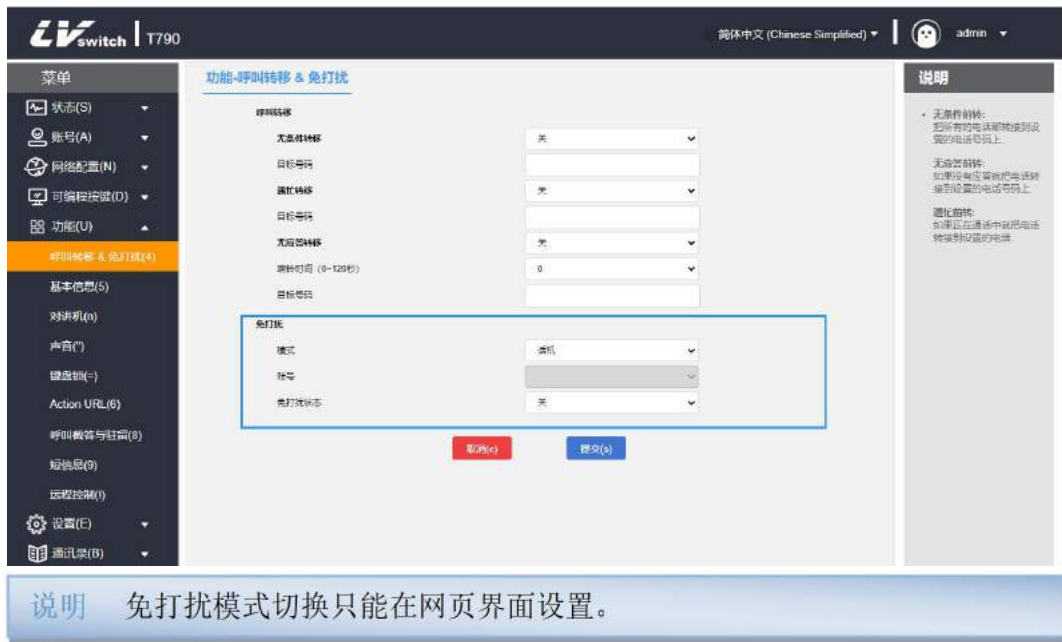 LVswitch | T790
简体中文 (Chinese Simplified)
admin
菜单
状态(S)
账号(A)
网络配置(N)
可编程按键(D)
功能(U)
呼叫转移 & 免打扰(4)
基本信息(5)
对讲机(n)
声音(")
键盘锁(=)
Action URL(6)
呼叫截答与驻留(8)
短信息(9)
远程控制(!)
设置(E)
通讯录(B)
功能-呼叫转移 & 免打扰
呼叫转移
无条件转移 关
目标号码
遇忙转移 关
目标号码
无应答转移 关
响铃时间 (0~120秒) 0
目标号码
免打扰
模式 话机
账号
免打扰状态 关
取消(c) 提交(s)
说明
无条件前转:
把所有的电话都转接到设
置的电话号码上
无应答前转:
如果没有应答就把电话转
接到设置的电话号码上
遇忙前转:
如果正在通话中就把电话
转接到设置的电话
说明 免打扰模式切换只能在网页界面设置。